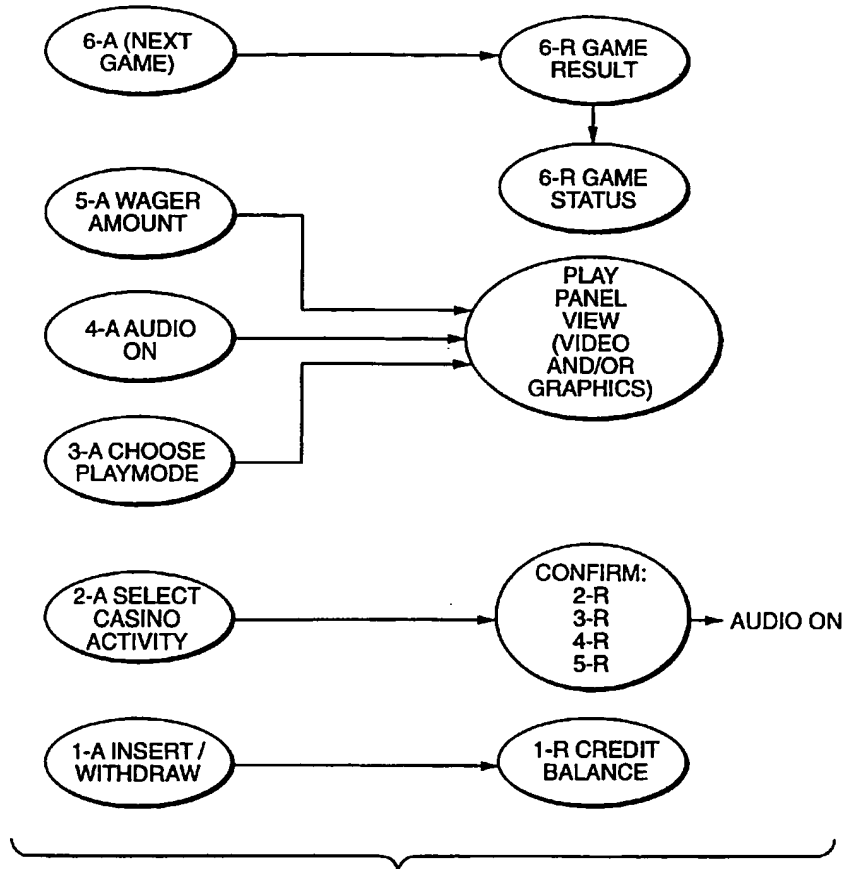 6-A (NEXT
GAME)
6-R GAME
RESULT
6-R GAME
STATUS
5-A WAGER
AMOUNT
4-A AUDIO
ON
3-A CHOOSE
PLAYMODE
PLAY
PANEL
VIEW
(VIDEO
AND/OR
GRAPHICS)
2-A SELECT
CASINO
ACTIVITY
CONFIRM:
2-R
3-R
4-R
5-R
AUDIO ON
1-A INSERT /
WITHDRAW
1-R CREDIT
BALANCE